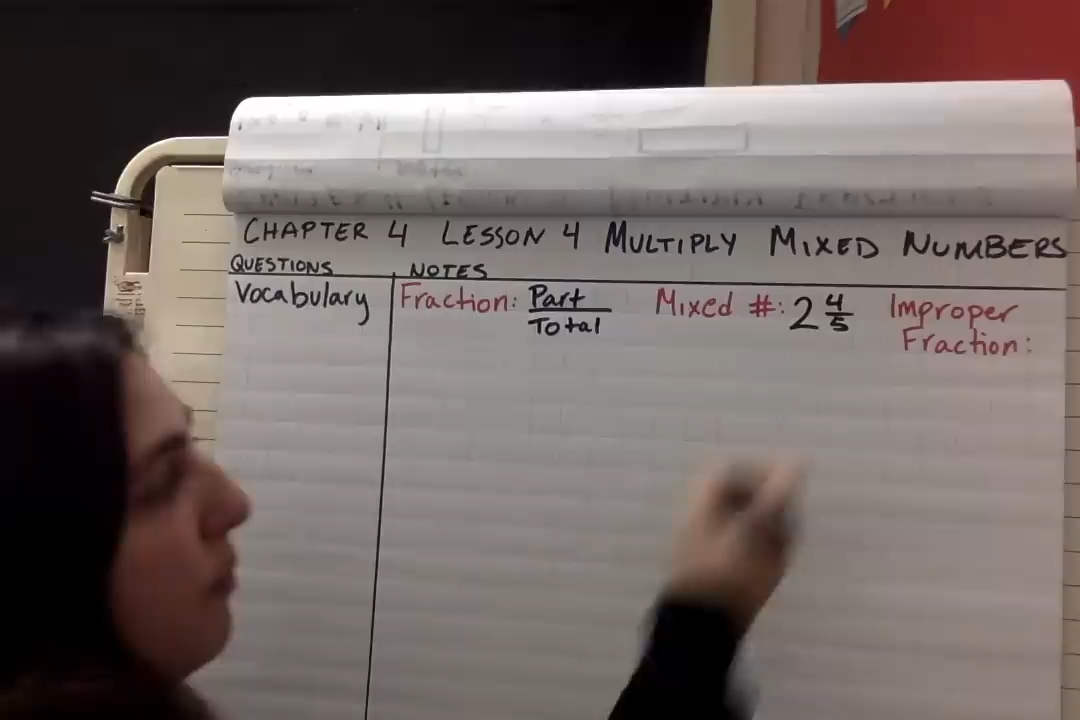 CHAPTER 4 LESSON 4 MULTIPLY MIXED NUMBERS
QUESTIONS NOTES
Vocabulary Fraction: Part/Total Mixed #: 2 4/5 Improper
Fraction: